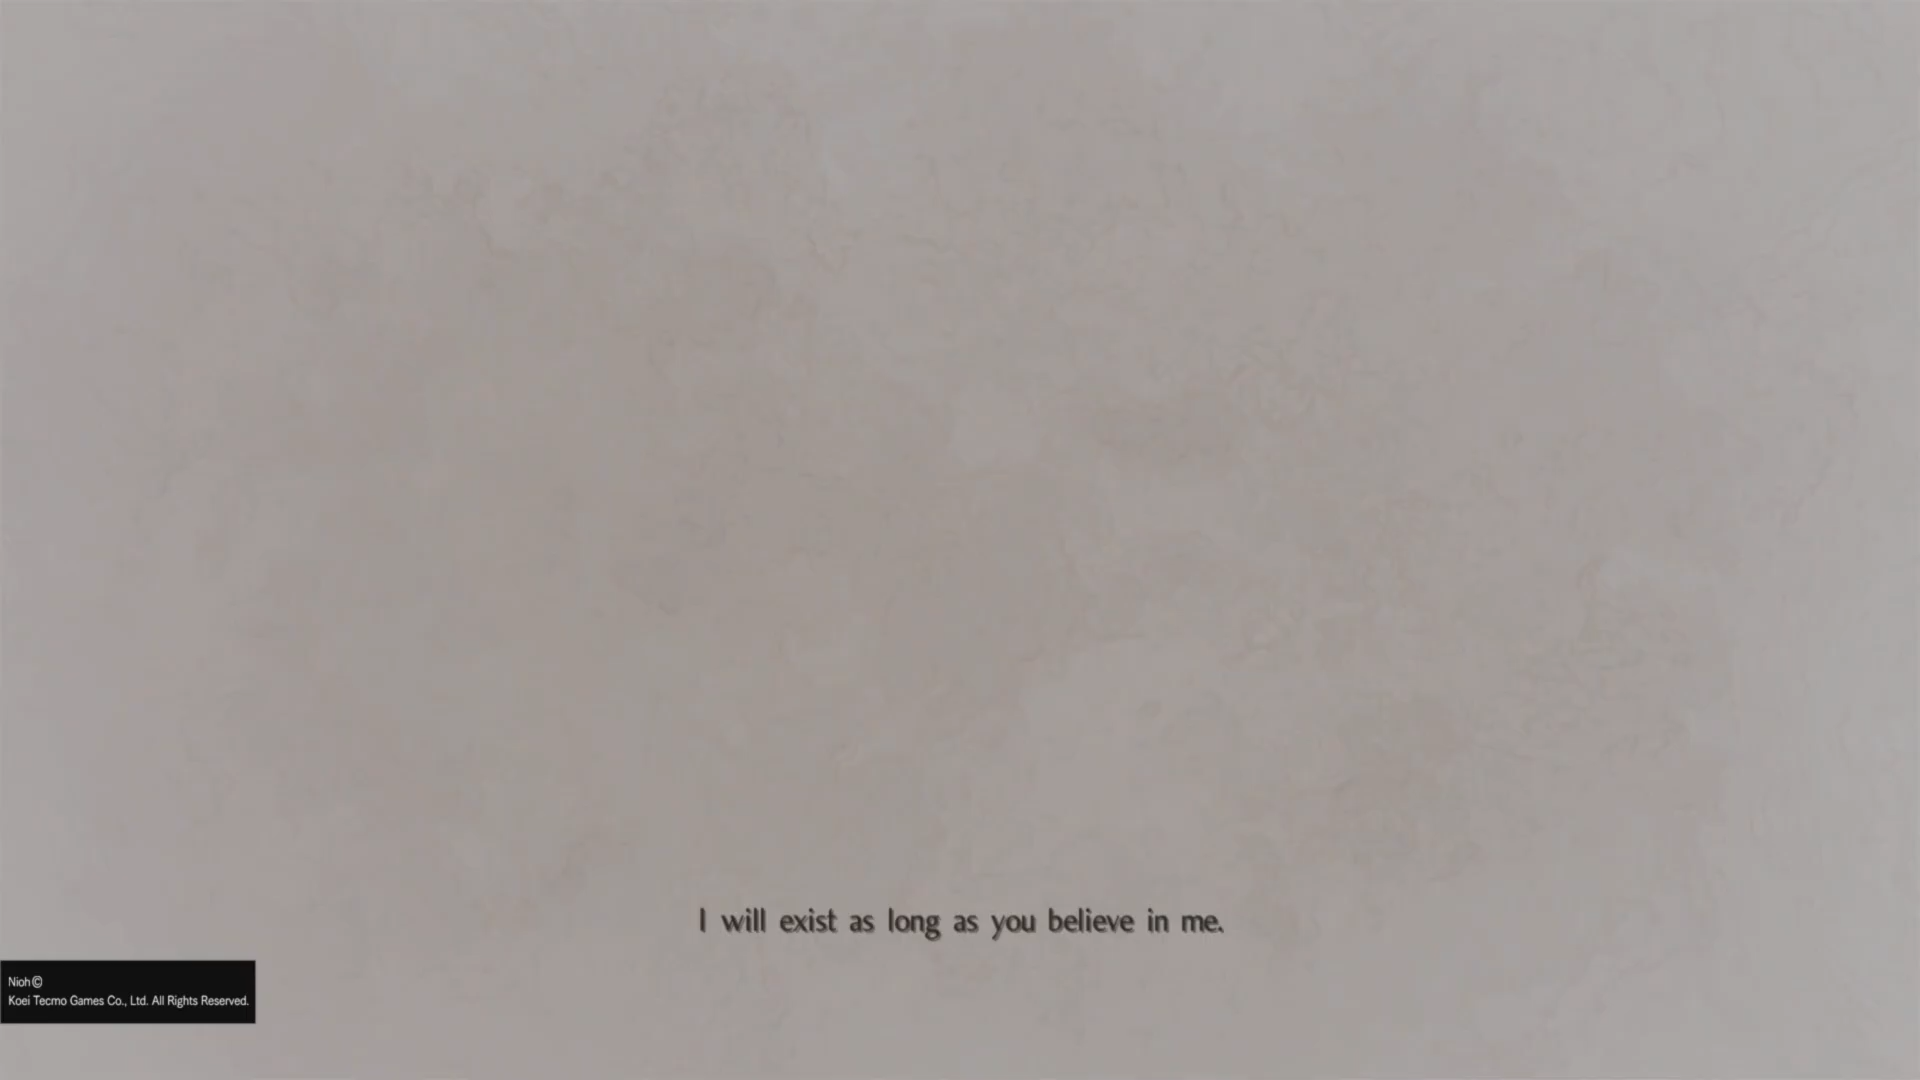 I will exist as long as you believe in me.
Nioh©
Koei Tecmo Games Co., Ltd. All Rights Reserved.